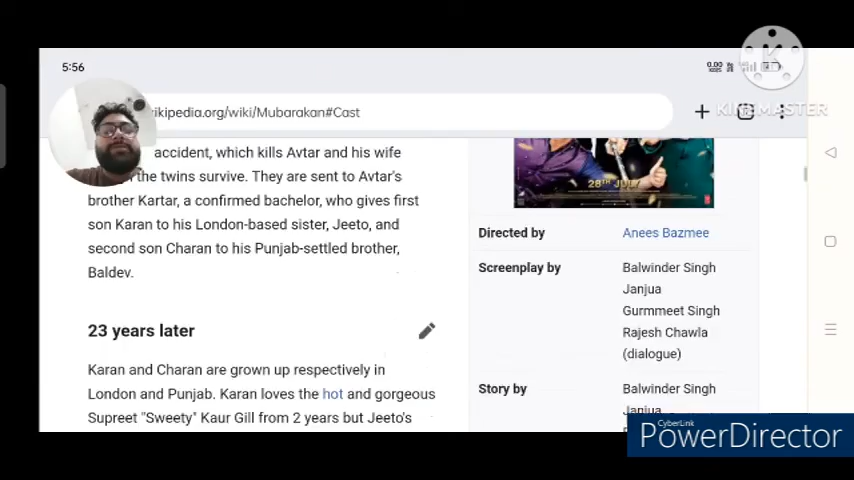 5:56
0.00
KINEMASTER
ikipedia.org/wiki/Mubarakan#Cast
accident, which kills Avtar and his wife
the twins survive. They are sent to Avtar's
brother Kartar, a confirmed bachelor, who gives first
son Karan to his London-based sister, Jeeto, and
second son Charan to his Punjab-settled brother,
Baldev.
23 years later
Karan and Charan are grown up respectively in
London and Punjab. Karan loves the hot and gorgeous
Supreet "Sweety" Kaur Gill from 2 years but Jeeto's
28TH JULY
Directed by
Anees Bazmee
Screenplay by
Balwinder Singh
Janjua
Gurmmeet Singh
Rajesh Chawla
(dialogue)
Story by
Balwinder Singh
Janjua
CyberLink
PowerDirector